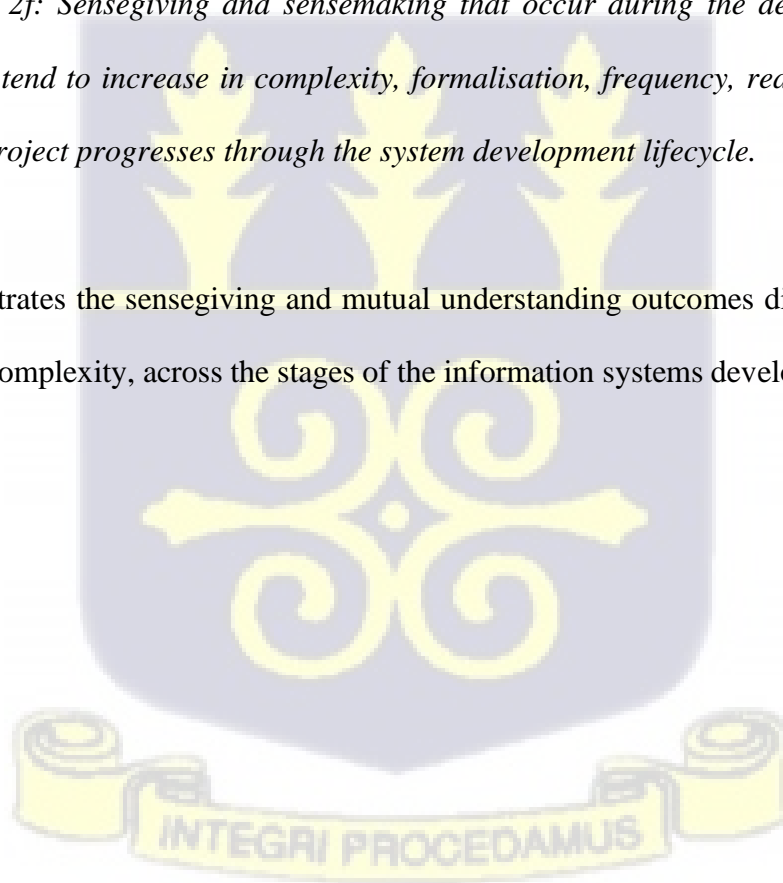 2f: Sensegiving and sensemaking that occur during the de
tend to increase in complexity, formalisation, frequency,
roject progresses through the system development lifecycle.
trates the sensegiving and mutual understanding outcomes di
omplexity, across the stages of the information systems develo
INTEGRI PROCEDAMUS